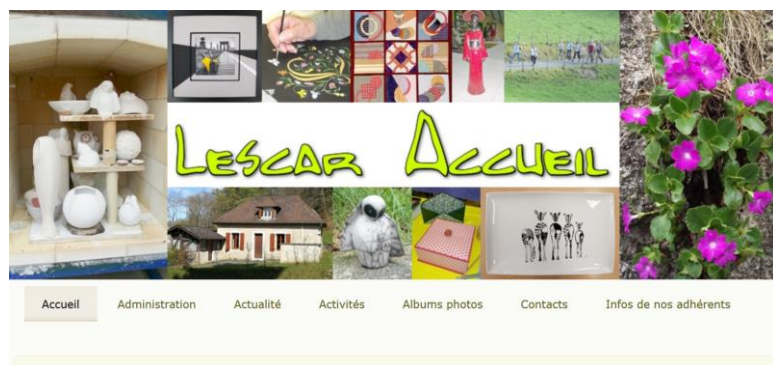 Lescar Accueil
Accueil Administration Actualité Activités Albums photos Contacts Infos de nos adhérents